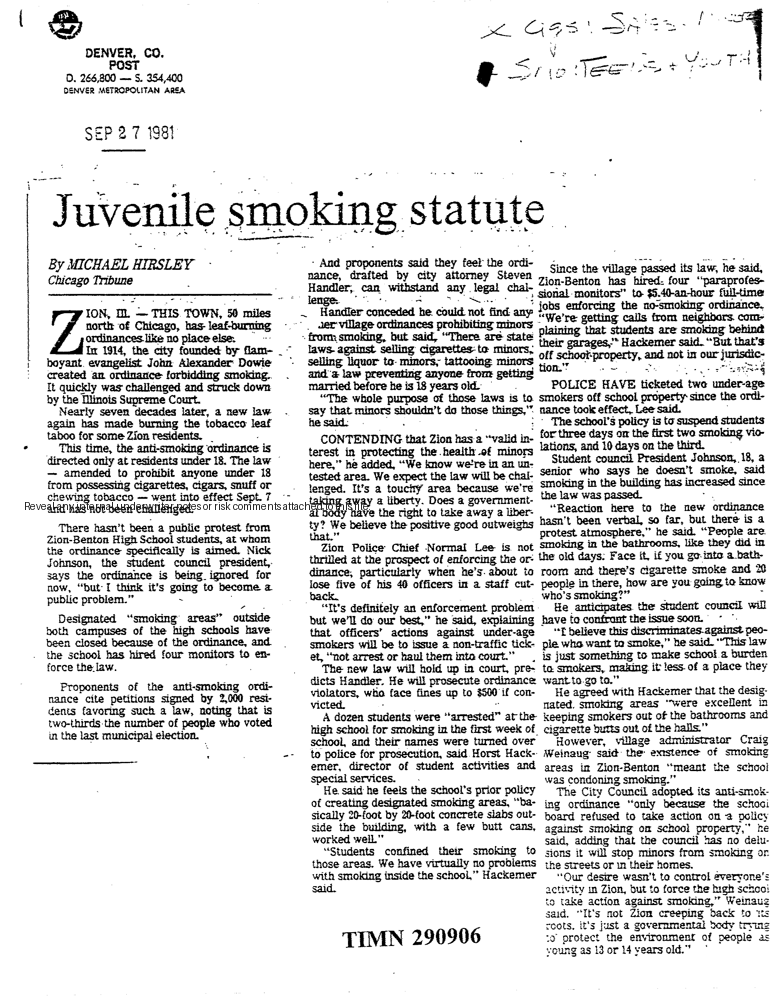 DENVER, CO.
POST
D. 266,800 — S. 354,400
DENVER METROPOLITAN AREA
SEP 27 1981
Juvenile smoking statute
By MICHAEL HIRSLEY
Chicago Tribune
ZION, Ill. — THIS TOWN, 50 miles
north of Chicago, has leaf-burning
ordinances like no place else.
In 1914, the city founded by flam-
boyant evangelist John Alexander Dowie
created an ordinance forbidding smoking.
It quickly was challenged and struck down
by the Illinois Supreme Court.
Nearly seven decades later, a new law
again has made burning the tobacco leaf
taboo for some Zion residents.
This time, the anti-smoking ordinance is
directed only at residents under 18. The law
— amended to prohibit anyone under 18
from possessing cigarettes, cigars, snuff or
chewing tobacco — went into effect Sept. 7
and has not been challenged.
There hasn't been a public protest from
Zion-Benton High School students, at whom
the ordinance specifically is aimed. Nick
Johnson, the student council president,
says the ordinance is being ignored for
now, "but I think it's going to become a
public problem."
Designated "smoking areas" outside
both campuses of the high schools have
been closed because of the ordinance, and
the school has hired four monitors to en-
force the law.
Proponents of the anti-smoking ordi-
nance cite petitions signed by 2,000 resi-
dents favoring such a law, noting that is
two-thirds the number of people who voted
in the last municipal election.
And proponents said they feel the ordi-
nance, drafted by city attorney Steven
Handler, can withstand any legal chal-
lenge.
Handler conceded he could not find any
village ordinances prohibiting minors
from smoking, but said, "There are state
laws against selling cigarettes to minors,
selling liquor to minors, tattooing minors
and a law preventing anyone from getting
married before he is 18 years old.
"The whole purpose of those laws is to
say that minors shouldn't do those things,"
he said.
CONTENDING that Zion has a "valid in-
terest in protecting the health of minors
here," he added, "We know we're in an un-
tested area. We expect the law will be chal-
lenged. It's a touchy area because we're
taking away a liberty. Does a government-
al body have the right to take away a liber-
ty? We believe the positive good outweighs
that."
Zion Police Chief Normal Lee is not
thrilled at the prospect of enforcing the or-
dinance, particularly when he's about to
lose five of his 40 officers in a staff cut-
back.
"It's definitely an enforcement problem
but we'll do our best," he said, explaining
that officers' actions against under-age
smokers will be to issue a non-traffic tick-
et, "not arrest or haul them into court."
The new law will hold up in court, pre-
dicts Handler. He will prosecute ordinance
violators, who face fines up to $500 if con-
victed.
A dozen students were "arrested" at the
high school for smoking in the first week of
school, and their names were turned over
to police for prosecution, said Horst Hack-
emer, director of student activities and
special services.
He said he feels the school's prior policy
of creating designated smoking areas, "ba-
sically 20-foot by 20-foot concrete slabs out-
side the building, with a few butt cans,
worked well."
"Students confined their smoking to
those areas. We have virtually no problems
with smoking inside the school," Hackemer
said.
Since the village passed its law, he said,
Zion-Benton has hired four "paraprofes-
sional monitors" to $5.40-an-hour full-time
jobs enforcing the no-smoking ordinance.
"We're getting calls from neighbors com-
plaining that students are smoking behind
their garages," Hackemer said. "But that's
off school property, and not in our jurisdic-
tion."
POLICE HAVE ticketed two under-age
smokers off school property since the ordi-
nance took effect, Lee said.
The school's policy is to suspend students
for three days on the first two smoking vio-
lations, and 10 days on the third.
Student council President Johnson, 18, a
senior who says he doesn't smoke, said
smoking in the building has increased since
the law was passed.
"Reaction here to the new ordinance
hasn't been verbal, so far, but there is a
protest atmosphere," he said. "People are
smoking in the bathrooms, like they did in
the old days. Face it, if you go into a bath-
room and there's cigarette smoke and 20
people in there, how are you going to know
who's smoking?"
He anticipates the student council will
have to confront the issue soon.
"I believe this discriminates against peo-
ple who want to smoke," he said. "This law
is just something to make school a burden
to smokers, making it less of a place they
want to go to."
He agreed with Hackemer that the desig-
nated smoking areas "were excellent in
keeping smokers out of the bathrooms and
cigarette butts out of the halls."
However, village administrator Craig
Weinaug said the existence of smoking
areas in Zion-Benton "meant the school
was condoning smoking."
The City Council adopted its anti-smok-
ing ordinance "only because the school
board refused to take action on a policy
against smoking on school property," he
said, adding that the council has no delu-
sions it will stop minors from smoking on
the streets or in their homes.
"Our desire wasn't to control everyone's
activity in Zion, but to force the high school
to take action against smoking," Weinaug
said. "It's not Zion creeping back to its
roots, it's just a governmental body trying
to protect the environment of people as
young as 13 or 14 years old."
TIMN 290906